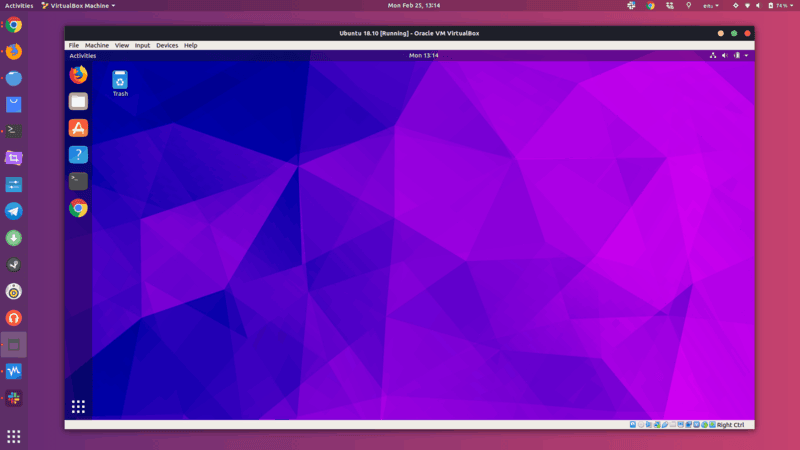 Activities VirtualBox Machine Mon Feb 25, 13:14 74%
Ubuntu 18.10 [Running] - Oracle VM VirtualBox
File Machine View Input Devices Help
Activities Mon 13:14
Trash
Right Ctrl